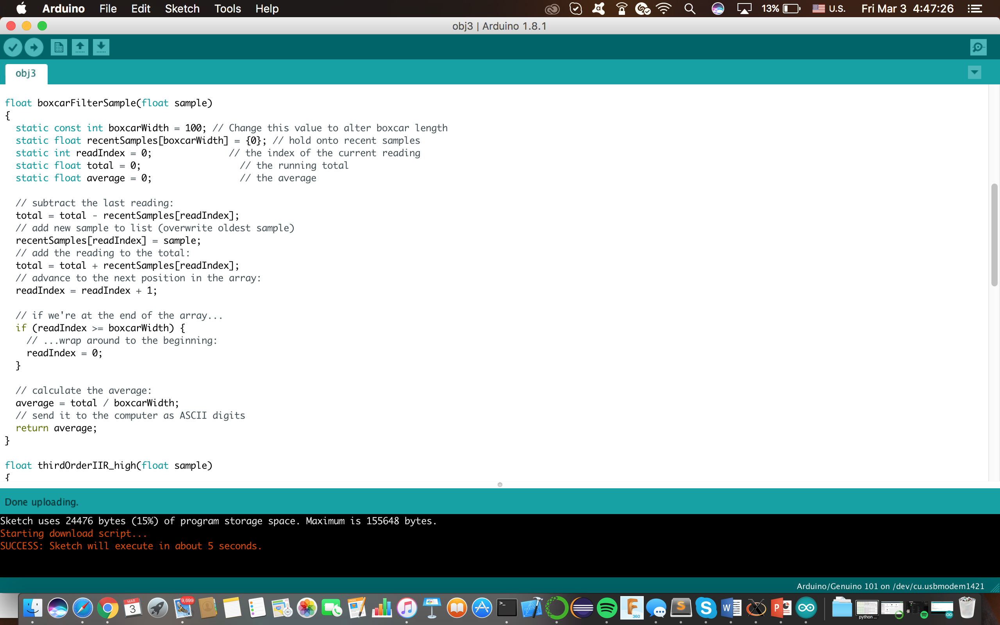 Arduino File Edit Sketch Tools Help 13% U.S. Fri Mar 3 4:47:26
obj3 | Arduino 1.8.1
obj3
float boxcarFilterSample(float sample)
{
  static const int boxcarWidth = 100; // Change this value to alter boxcar length
  static float recentSamples[boxcarWidth] = {0}; // hold onto recent samples
  static int readIndex = 0;              // the index of the current reading
  static float total = 0;                  // the running total
  static float average = 0;                // the average
  // subtract the last reading:
  total = total - recentSamples[readIndex];
  // add new sample to list (overwrite oldest sample)
  recentSamples[readIndex] = sample;
  // add the reading to the total:
  total = total + recentSamples[readIndex];
  // advance to the next position in the array:
  readIndex = readIndex + 1;
  // if we're at the end of the array...
  if (readIndex >= boxcarWidth) {
    // ...wrap around to the beginning:
    readIndex = 0;
  }
  // calculate the average:
  average = total / boxcarWidth;
  // send it to the computer as ASCII digits
  return average;
}
float thirdOrderIIR_high(float sample)
{
Done uploading.
Sketch uses 24476 bytes (15%) of program storage space. Maximum is 155648 bytes.
Starting download script...
SUCCESS: Sketch will execute in about 5 seconds.
Arduino/Genuino 101 on /dev/cu.usbmodem1421
MAR
3
9,699
PAGES
360
python ...